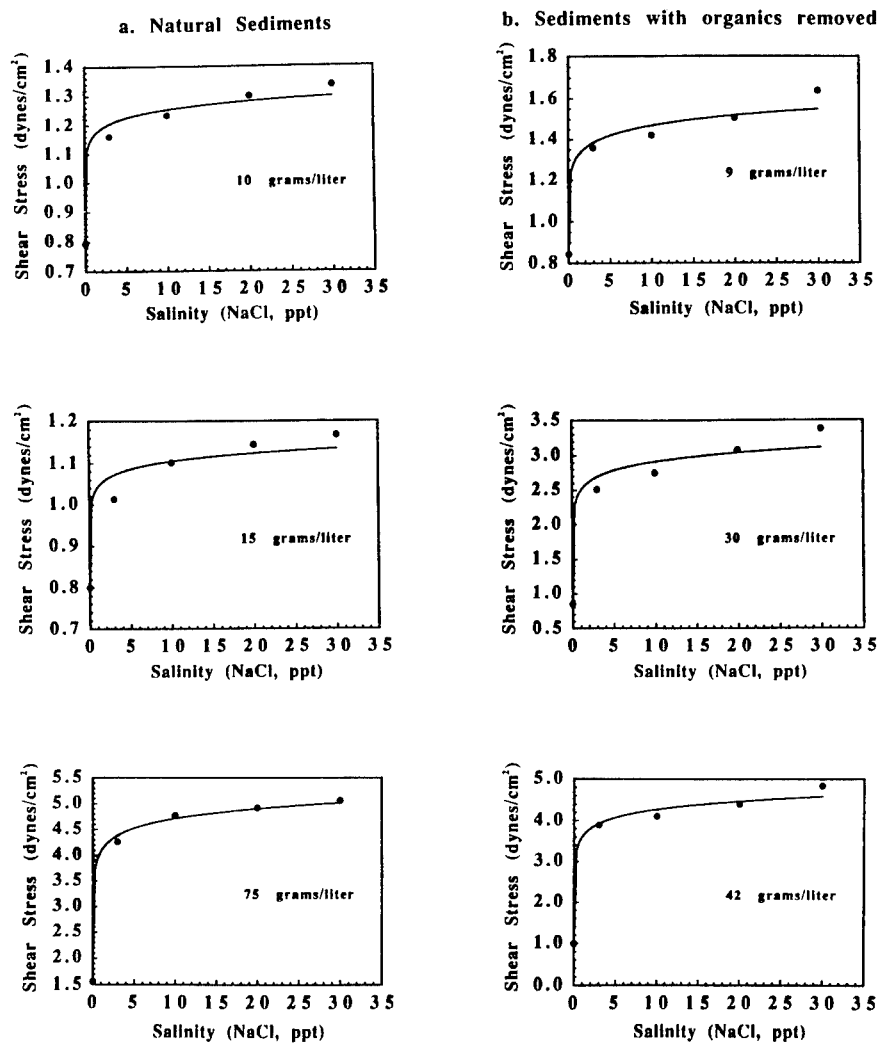 a. Natural Sediments
b. Sediments with organics removed
Shear Stress (dynes/cm²)
1.4
1.3
1.2
1.1
1.0
0.9
0.8
0.7
10 grams/liter
0 5 10 15 20 25 30 35
Salinity (NaCl, ppt)
Shear Stress (dynes/cm²)
1.8
1.6
1.4
1.2
1.0
0.8
9 grams/liter
0 5 10 15 20 25 30 35
Salinity (NaCl, ppt)
Shear Stress (dynes/cm²)
1.2
1.1
1.0
0.9
0.8
0.7
15 grams/liter
0 5 10 15 20 25 30 35
Salinity (NaCl, ppt)
Shear Stress (dynes/cm²)
3.5
3.0
2.5
2.0
1.5
1.0
0.5
30 grams/liter
0 5 10 15 20 25 30 35
Salinity (NaCl, ppt)
Shear Stress (dynes/cm²)
5.5
5.0
4.5
4.0
3.5
3.0
2.5
2.0
1.5
75 grams/liter
0 5 10 15 20 25 30 35
Salinity (NaCl, ppt)
Shear Stress (dynes/cm²)
5.0
4.0
3.0
2.0
1.0
0.0
42 grams/liter
0 5 10 15 20 25 30 35
Salinity (NaCl, ppt)